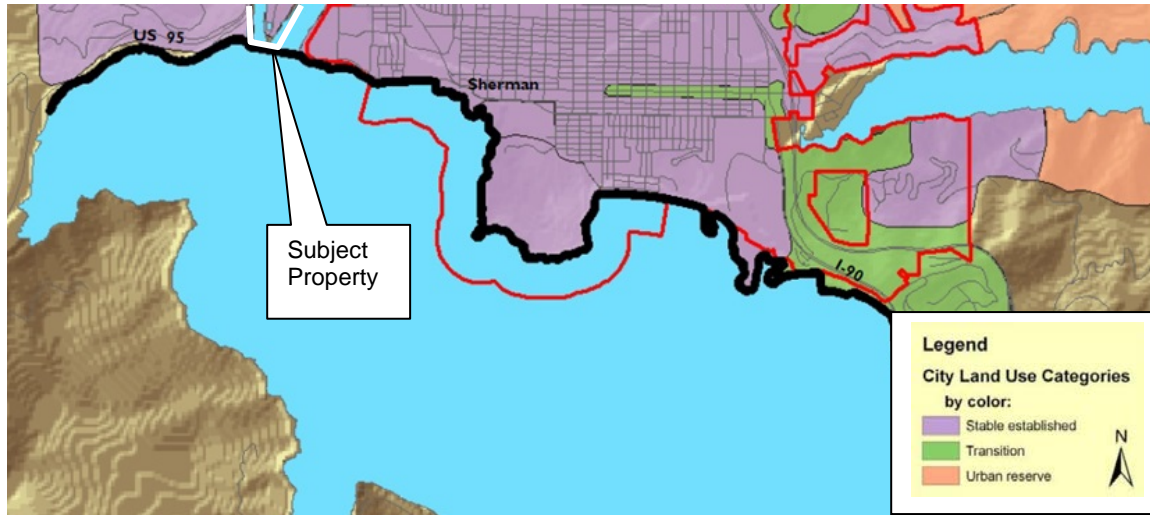 US 95
Sherman
Subject
Property
I-90
Legend
City Land Use Categories
by color:
Stable established
Transition
Urban reserve
N